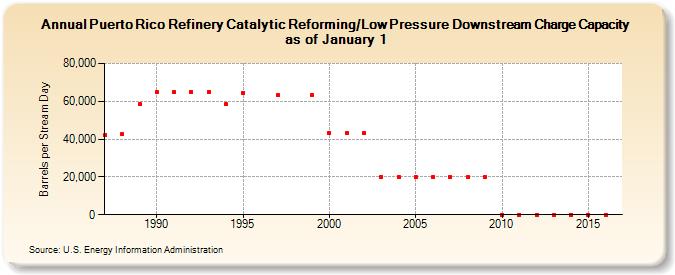 Annual Puerto Rico Refinery Catalytic Reforming/Low Pressure Downstream Charge Capacity
as of January 1
Barrels per Stream Day
80,000
60,000
40,000
20,000
0
1990 1995 2000 2005 2010 2015
Source: U.S. Energy Information Administration